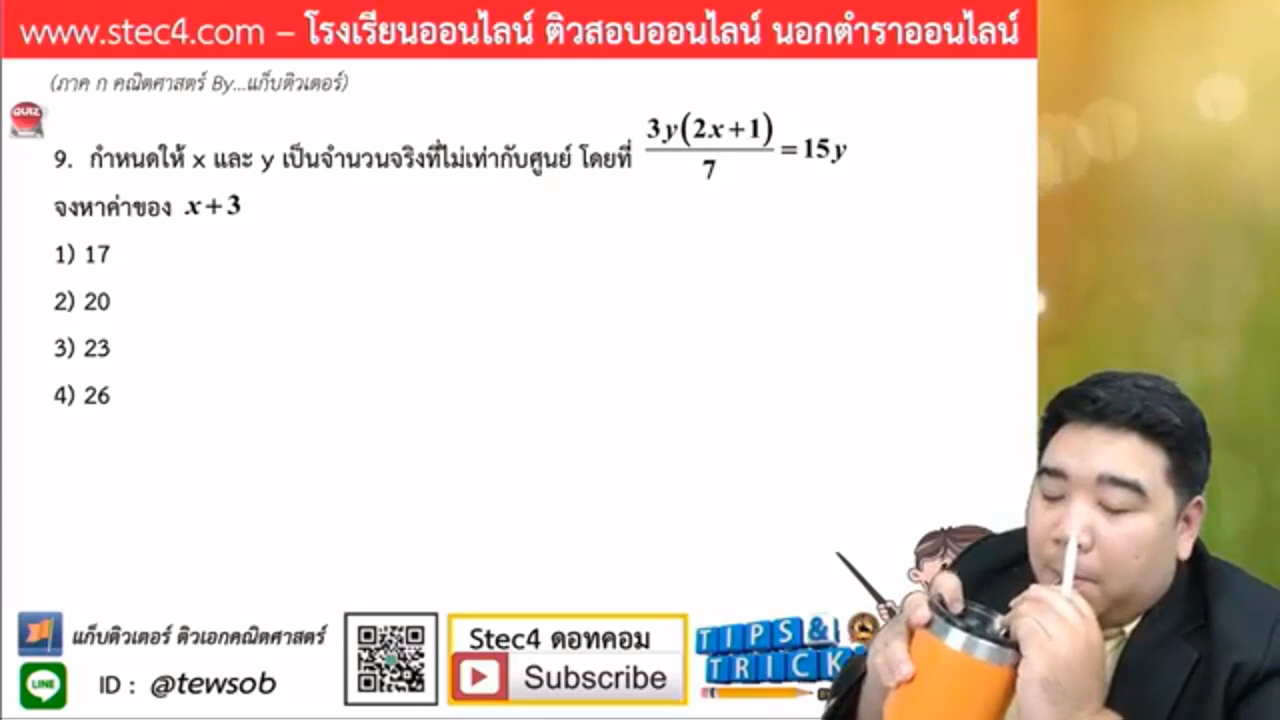 www.stec4.com – โรงเรียนออนไลน์ ติวสอบออนไลน์ นอกตำราออนไลน์
(ภาค ก คณิตศาสตร์ By...แก็บติวเตอร์)
QUIZ
9. กำหนดให้ x และ y เป็นจำนวนจริงที่ไม่เท่ากับศูนย์ โดยที่ 3y(2x+1)/7 = 15y
จงหาค่าของ x+3
1) 17
2) 20
3) 23
4) 26
แก็บติวเตอร์ ติวเอกคณิตศาสตร์
LINE ID : @tewsob
Stec4 ดอทคอม
Subscribe
TIPS &
TRICK